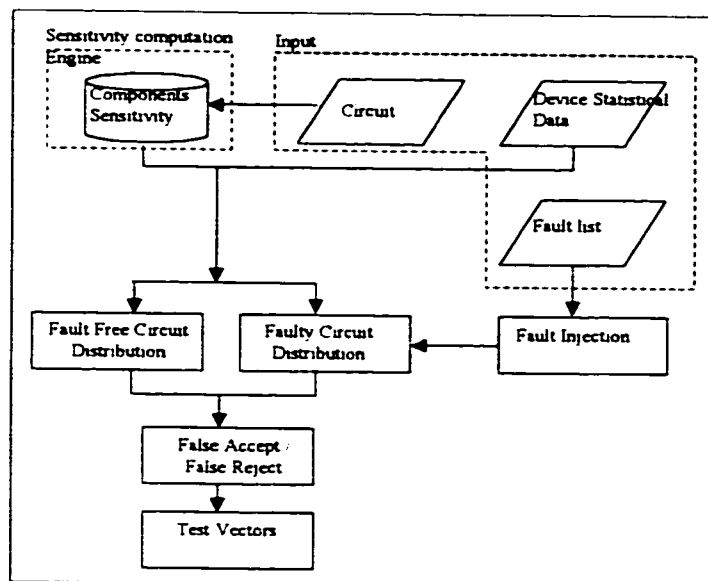 Sensitivity computation
Engine
Input
Components
Sensitivity
Circuit
Device Statistical
Data
Fault list
Fault Free Circuit
Distribution
Faulty Circuit
Distribution
Fault Injection
False Accept /
False Reject
Test Vectors